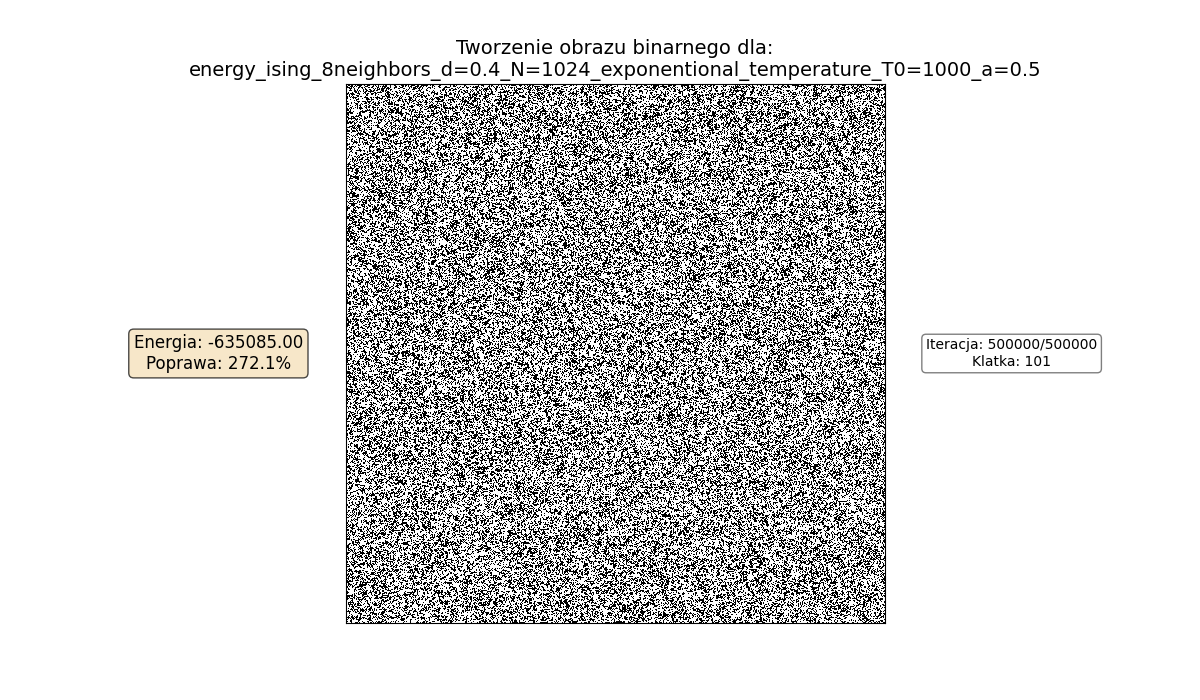 Tworzenie obrazu binarnego dla:
energy_ising_8neighbors_d=0.4_N=1024_exponentional_temperature_T0=1000_a=0.5
Energia: -635085.00
Poprawa: 272.1%
Iteracja: 500000/500000
Klatka: 101